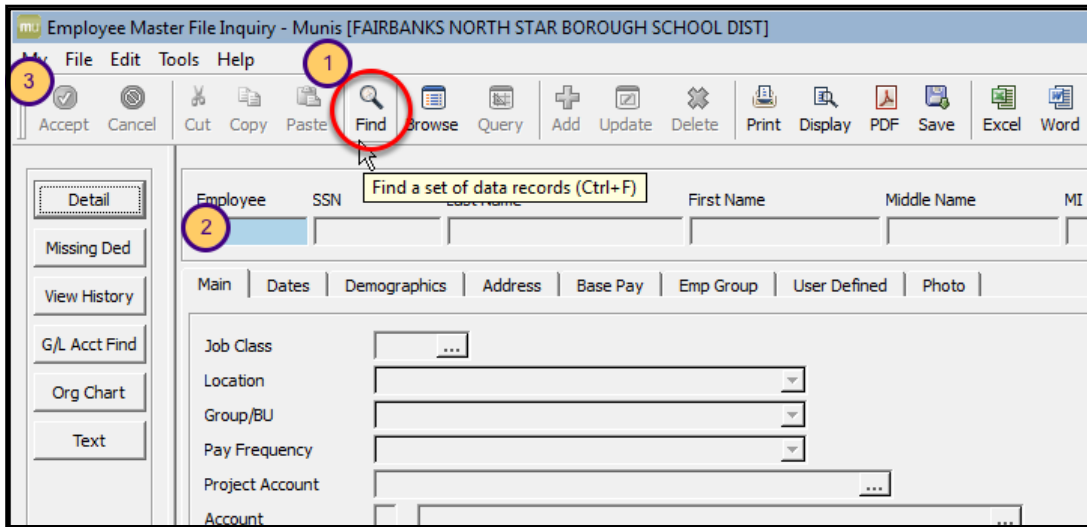 mu Employee Master File Inquiry - Munis [FAIRBANKS NORTH STAR BOROUGH SCHOOL DIST]
My File Edit Tools Help
1
3
Accept Cancel Cut Copy Paste Find Browse Query Add Update Delete Print Display PDF Save Excel Word
Find a set of data records (Ctrl+F)
Detail
Missing Ded
View History
G/L Acct Find
Org Chart
Text
Employee SSN Last Name First Name Middle Name MI
2
Main Dates Demographics Address Base Pay Emp Group User Defined Photo
Job Class ...
Location
Group/BU
Pay Frequency
Project Account ...
Account ...